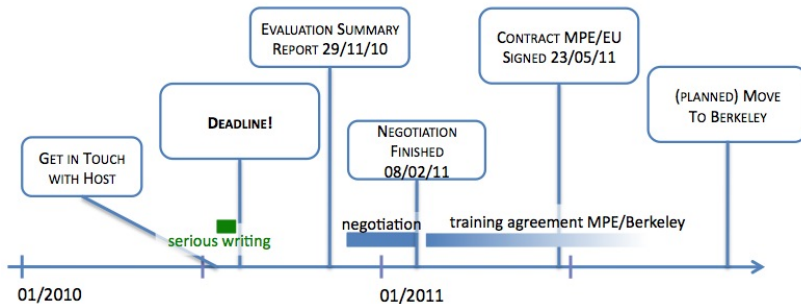 EVALUATION SUMMARY
REPORT 29/11/10
CONTRACT MPE/EU
SIGNED 23/05/11
(PLANNED) MOVE
TO BERKELEY
DEADLINE!
NEGOTIATION
FINISHED
08/02/11
GET IN TOUCH
WITH HOST
serious writing
negotiation
training agreement MPE/Berkeley
01/2010
01/2011